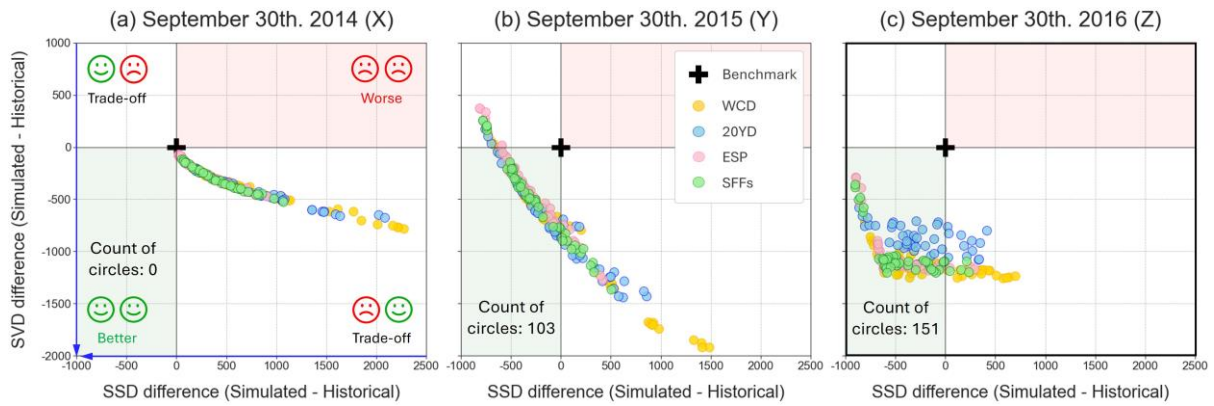 (a) September 30th. 2014 (X)
(b) September 30th. 2015 (Y)
(c) September 30th. 2016 (Z)
SVD difference (Simulated - Historical)
1000
500
0
-500
-1000
-1500
-2000
Trade-off
Worse
Count of
circles: 0
Better
Trade-off
-1000 -500 0 500 1000 1500 2000 2500
SSD difference (Simulated - Historical)
Benchmark
WCD
20YD
ESP
SFFs
Count of
circles: 103
-1000 -500 0 500 1000 1500 2000 2500
SSD difference (Simulated - Historical)
Count of
circles: 151
-1000 -500 0 500 1000 1500 2000 2500
SSD difference (Simulated - Historical)